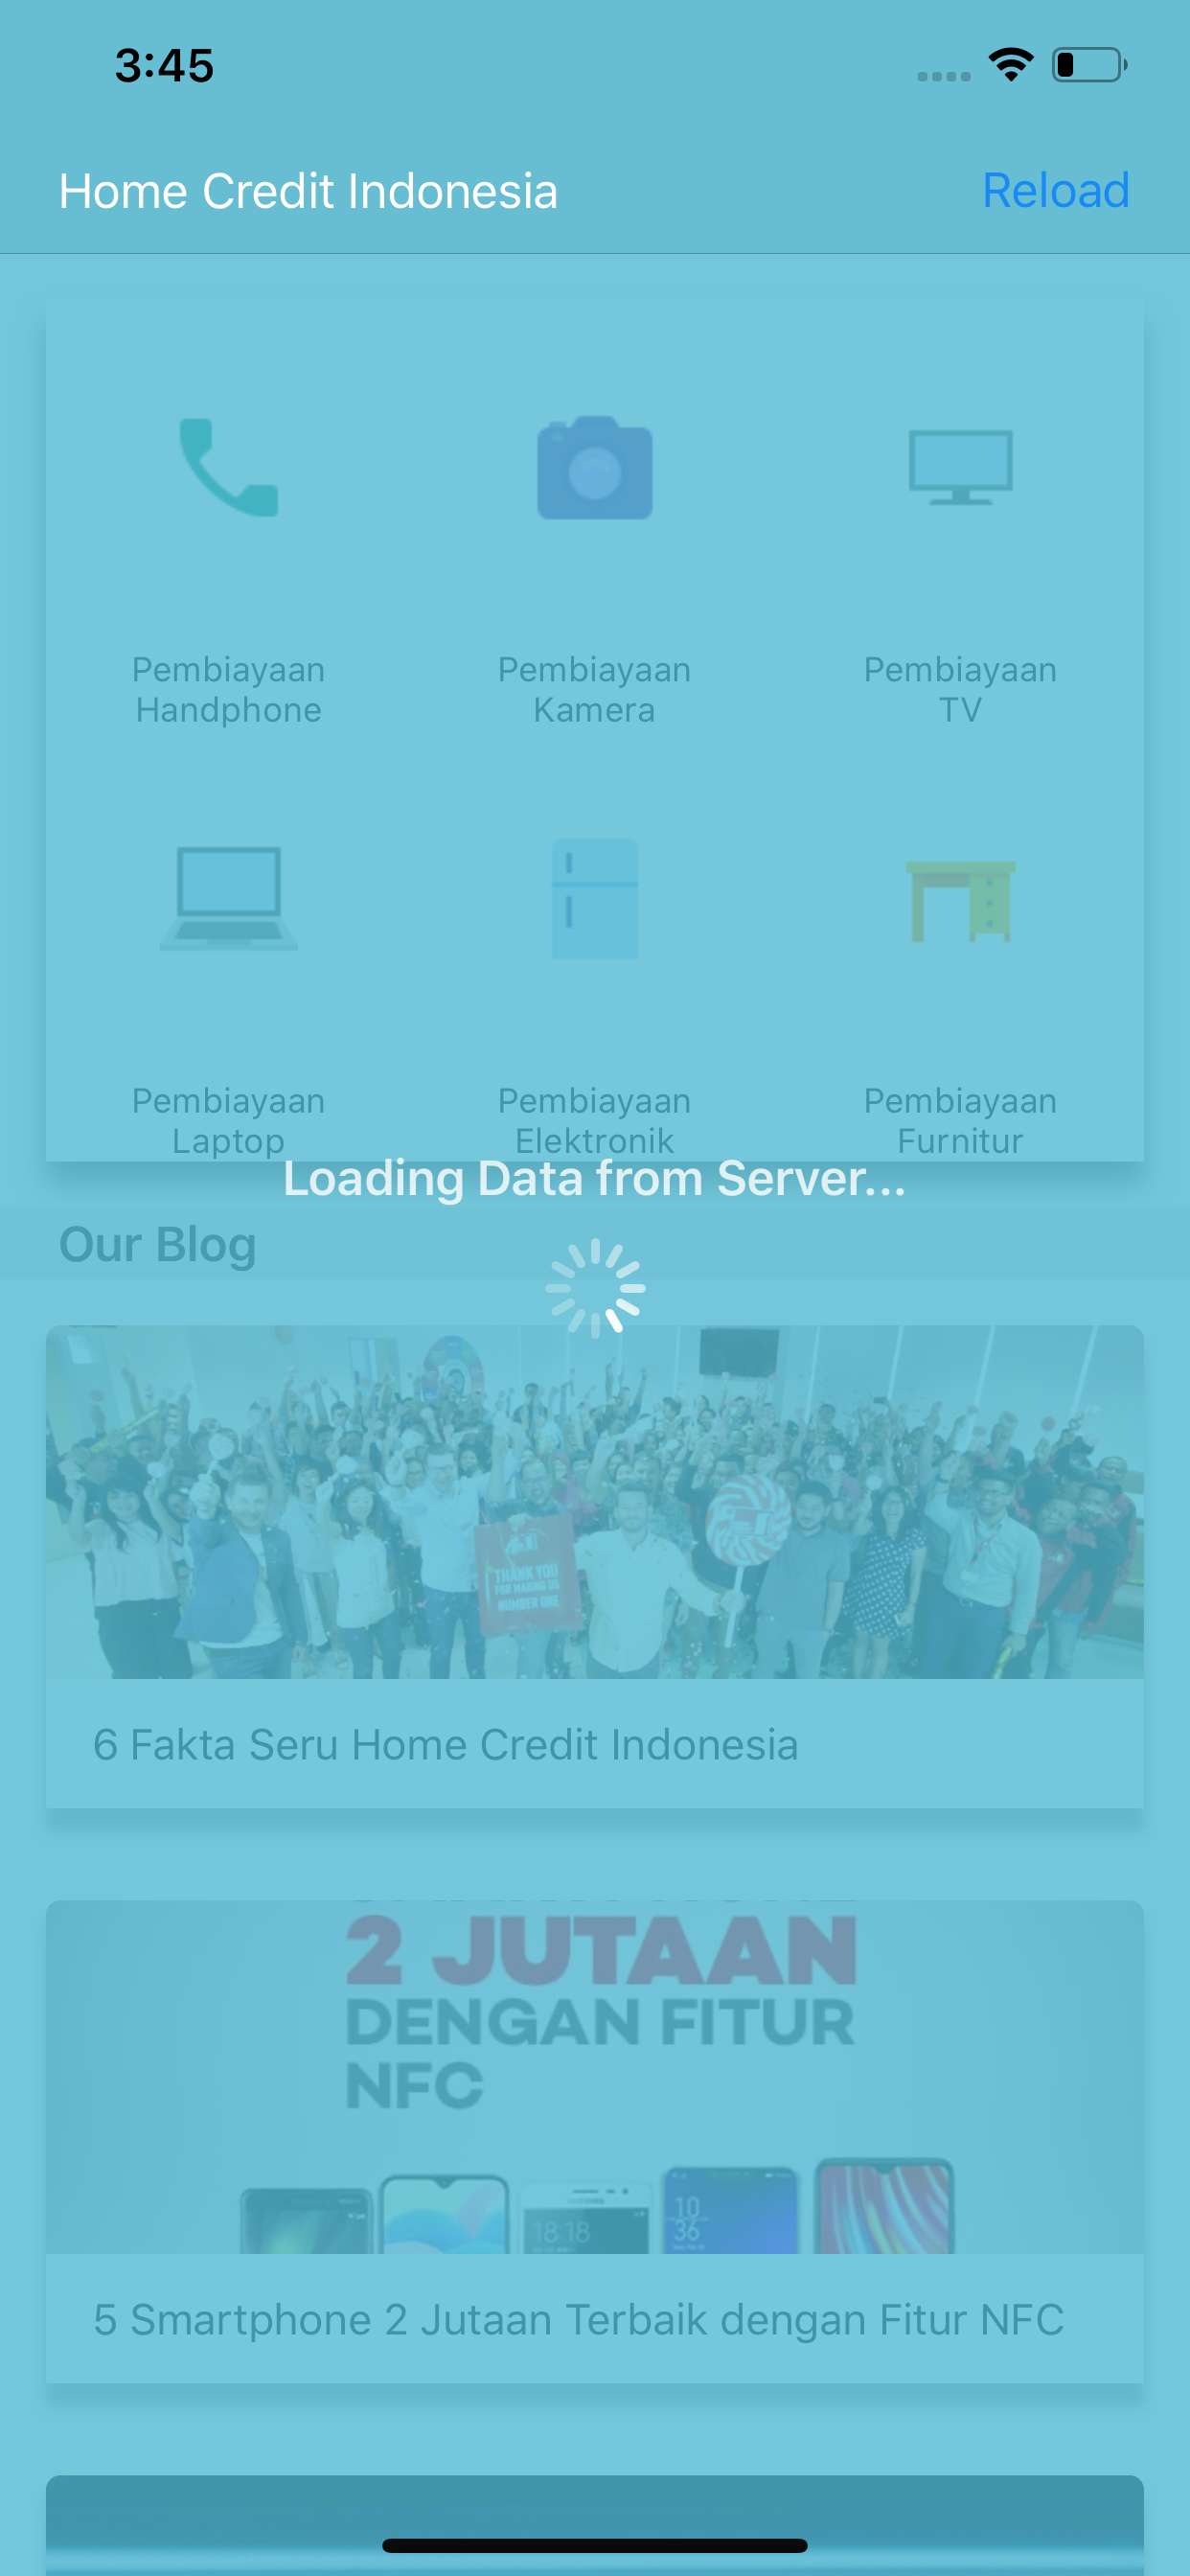 3:45
Home Credit Indonesia
Reload
Pembiayaan
Handphone
Pembiayaan
Kamera
Pembiayaan
TV
Pembiayaan
Laptop
Pembiayaan
Elektronik
Pembiayaan
Furnitur
Loading Data from Server...
Our Blog
THANK YOU
FOR MAKING US
NUMBER ONE
6 Fakta Seru Home Credit Indonesia
2 JUTAAN
DENGAN FITUR
NFC
18:18
10
36
5 Smartphone 2 Jutaan Terbaik dengan Fitur NFC